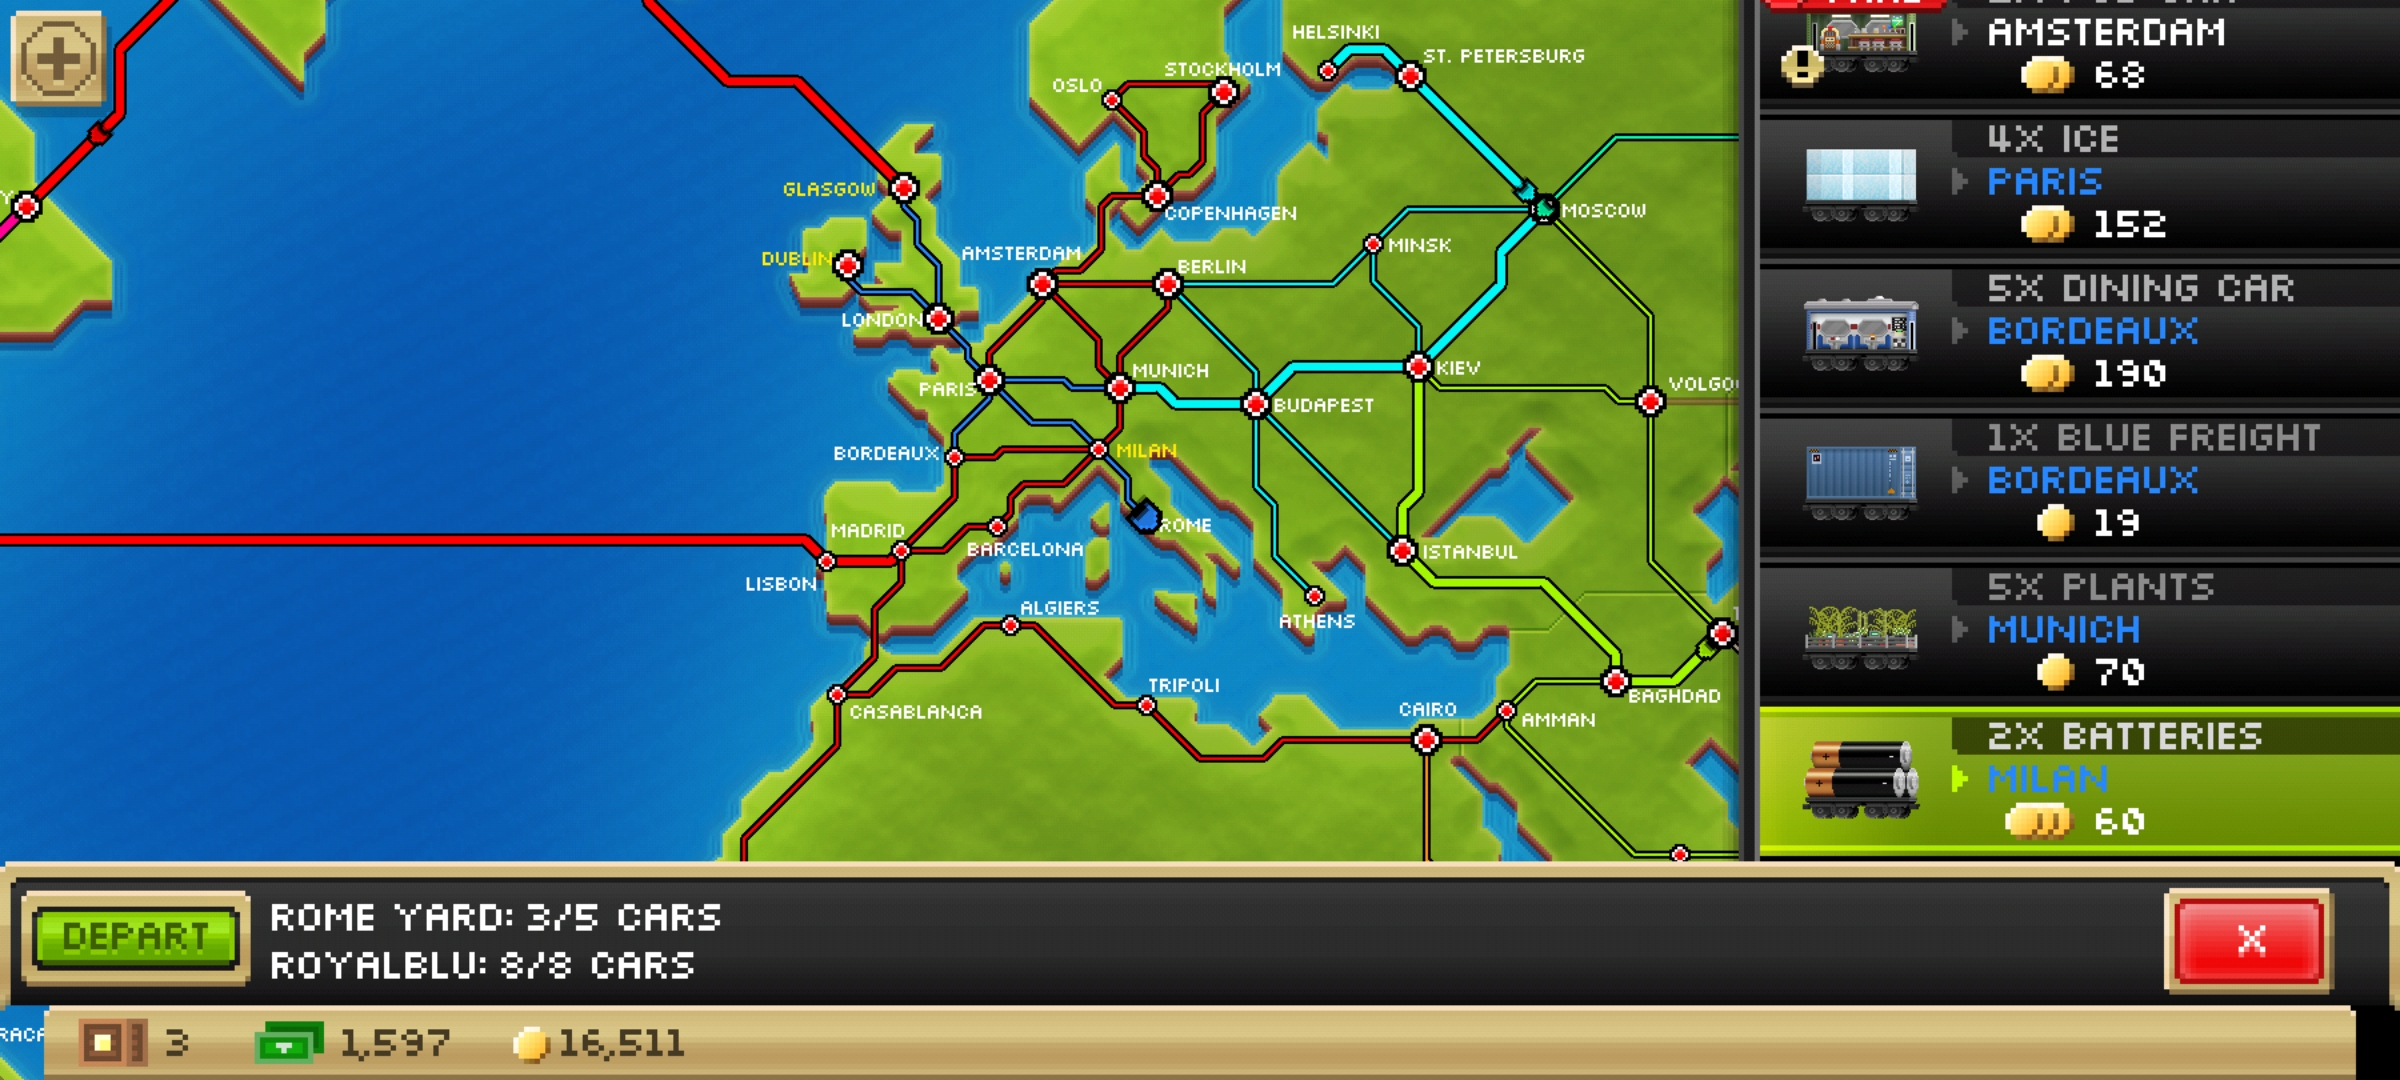 HELSINKI
ST. PETERSBURG
STOCKHOLM
OSLO
GLASGOW
COPENHAGEN
MOSCOW
AMSTERDAM
MINSK
DUBLIN
BERLIN
LONDON
MUNICH
KIEV
PARIS
VOLGO
BUDAPEST
BORDEAUX
MILAN
MADRID
ROME
BARCELONA
ISTANBUL
LISBON
ALGIERS
ATHENS
TRIPOLI
BAGHDAD
CASABLANCA
CAIRO
AMMAN
AMSTERDAM
68
4X ICE
PARIS
152
5X DINING CAR
BORDEAUX
190
1X BLUE FREIGHT
BORDEAUX
19
5X PLANTS
MUNICH
70
2X BATTERIES
MILAN
60
DEPART
ROME YARD: 3/5 CARS
ROYALBLU: 8/8 CARS
X
RACA
3
1,597
16,511